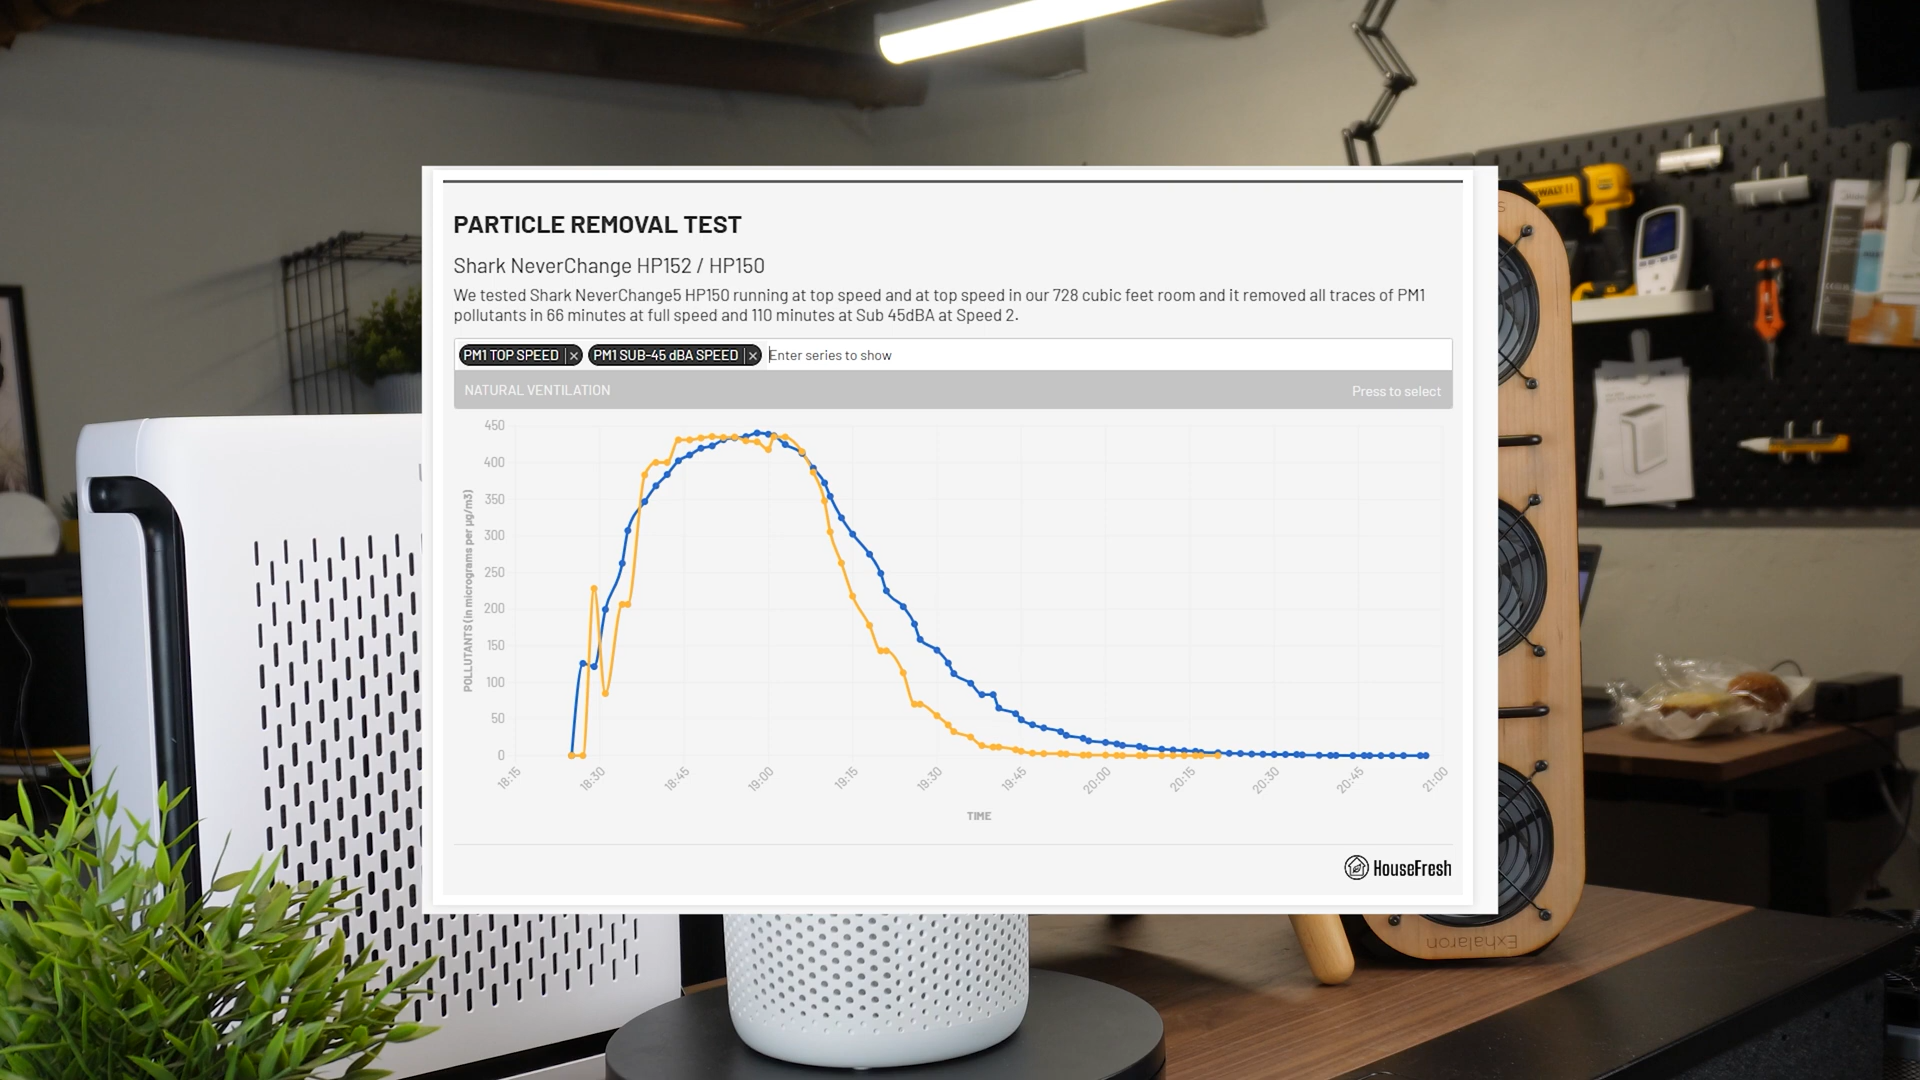 PARTICLE REMOVAL TEST
Shark NeverChange HP152 / HP150
We tested Shark NeverChange5 HP150 running at top speed and at top speed in our 728 cubic feet room and it removed all traces of PM1
pollutants in 66 minutes at full speed and 110 minutes at Sub 45dBA at Speed 2.
PM1 TOP SPEED × PM1 SUB-45 dBA SPEED × Enter series to show
NATURAL VENTILATION Press to select
450
400
350
300
250
200
150
100
50
0
POLLUTANTS (in micrograms per µg/m3)
18:15 18:30 18:45 19:00 19:15 19:30 19:45 20:00 20:15 20:30 20:45 21:00
TIME
HouseFresh
DEWALT
Exhalaron